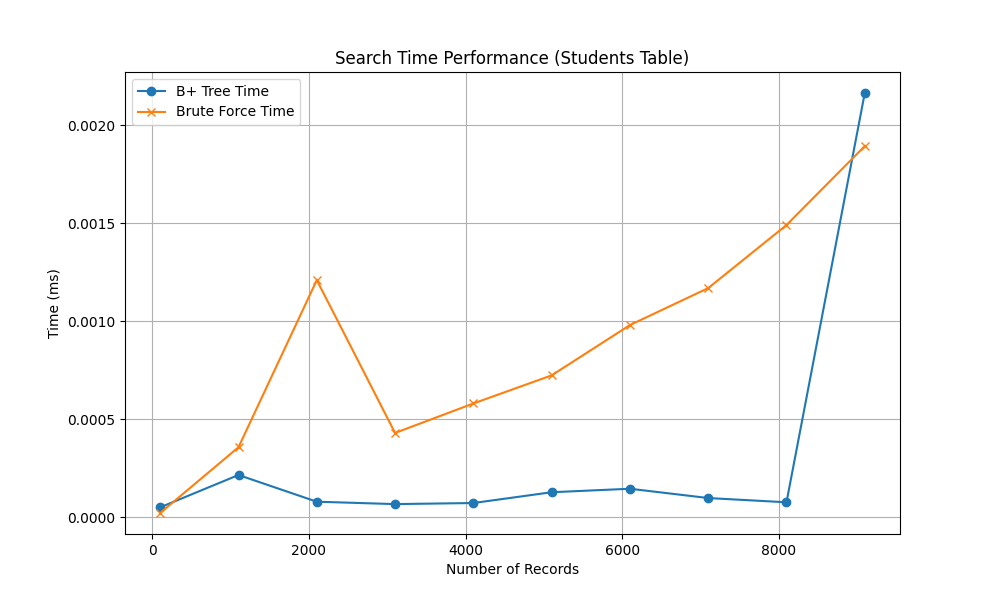 Search Time Performance (Students Table)
B+ Tree Time
Brute Force Time
0.0020
0.0015
0.0010
0.0005
0.0000
Time (ms)
0 2000 4000 6000 8000
Number of Records